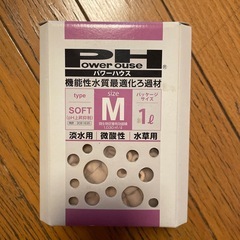 PH
Power ouse
パワーハウス
機能性水質最適化ろ過材
type
SOFT
size
M
パッケージ
サイズ
1ℓ
淡水用 微酸性 水草用